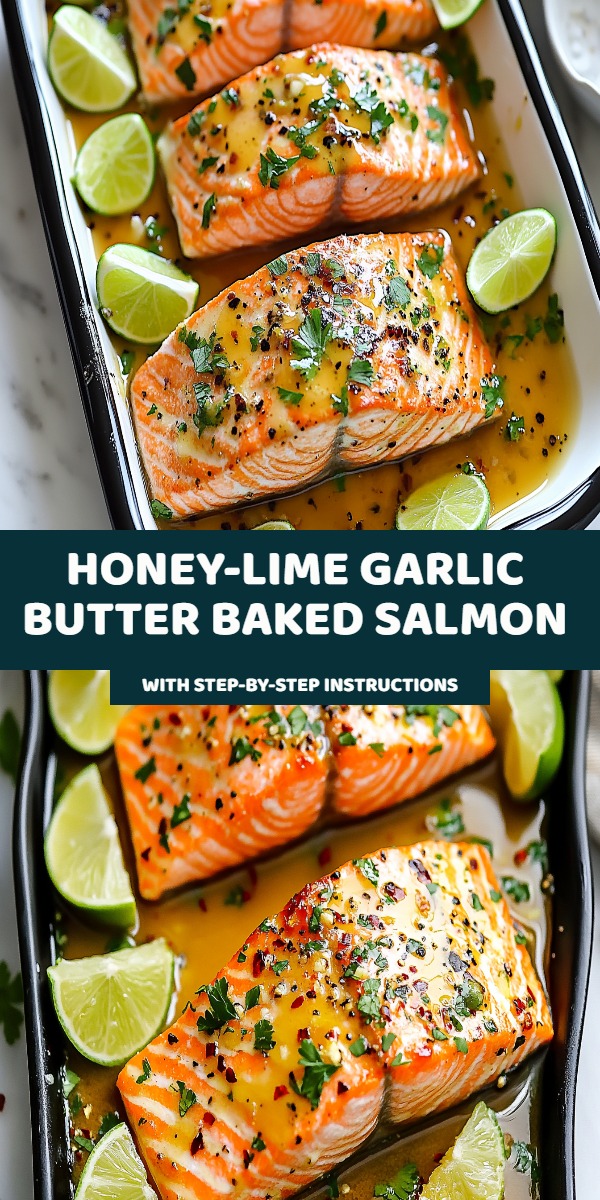 HONEY-LIME GARLIC
BUTTER BAKED SALMON
WITH STEP-BY-STEP INSTRUCTIONS